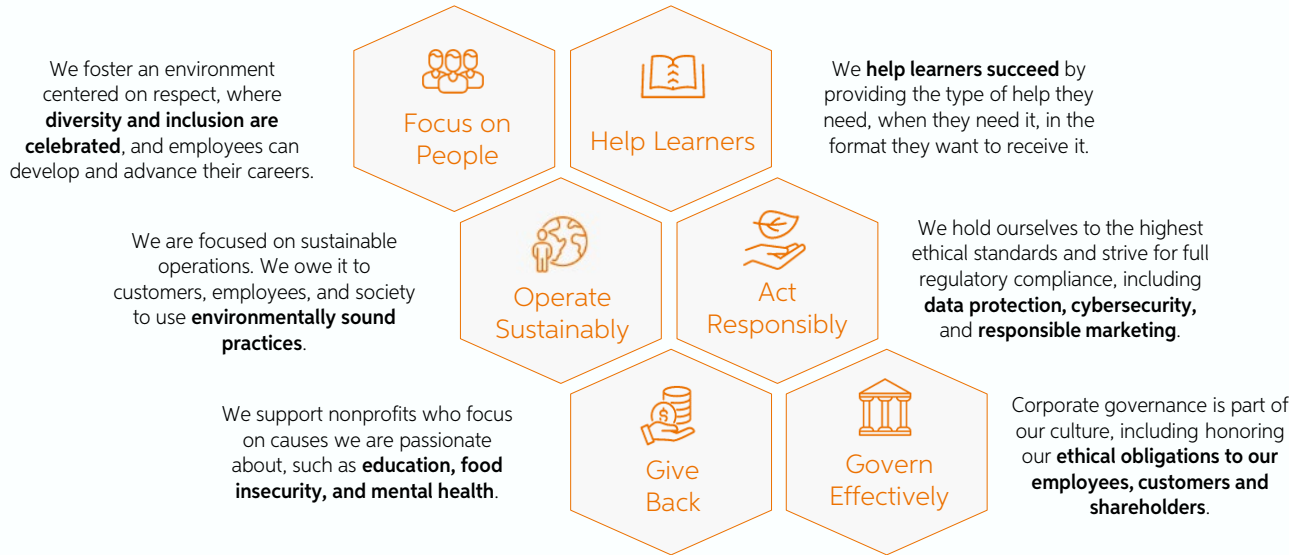 We foster an environment
centered on respect, where
diversity and inclusion are
celebrated, and employees can
develop and advance their careers.
Focus on
People
Help Learners
We help learners succeed by
providing the type of help they
need, when they need it, in the
format they want to receive it.
We are focused on sustainable
operations. We owe it to
customers, employees, and society
to use environmentally sound
practices.
Operate
Sustainably
Act
Responsibly
We hold ourselves to the highest
ethical standards and strive for full
regulatory compliance, including
data protection, cybersecurity,
and responsible marketing.
We support nonprofits who focus
on causes we are passionate
about, such as education, food
insecurity, and mental health.
$
Give
Back
Govern
Effectively
Corporate governance is part of
our culture, including honoring
our ethical obligations to our
employees, customers and
shareholders.